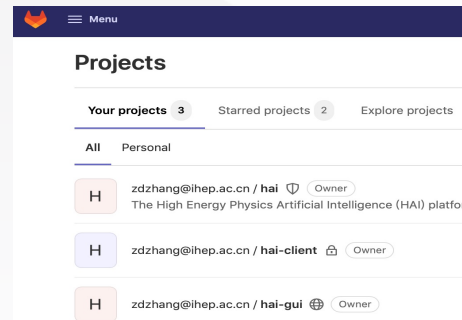 Menu
Projects
Your projects 3 Starred projects 2 Explore projects
All Personal
H
zdzhang@ihep.ac.cn / hai Owner
The High Energy Physics Artificial Intelligence (HAI) platfo
H
zdzhang@ihep.ac.cn / hai-client Owner
H
zdzhang@ihep.ac.cn / hai-gui Owner